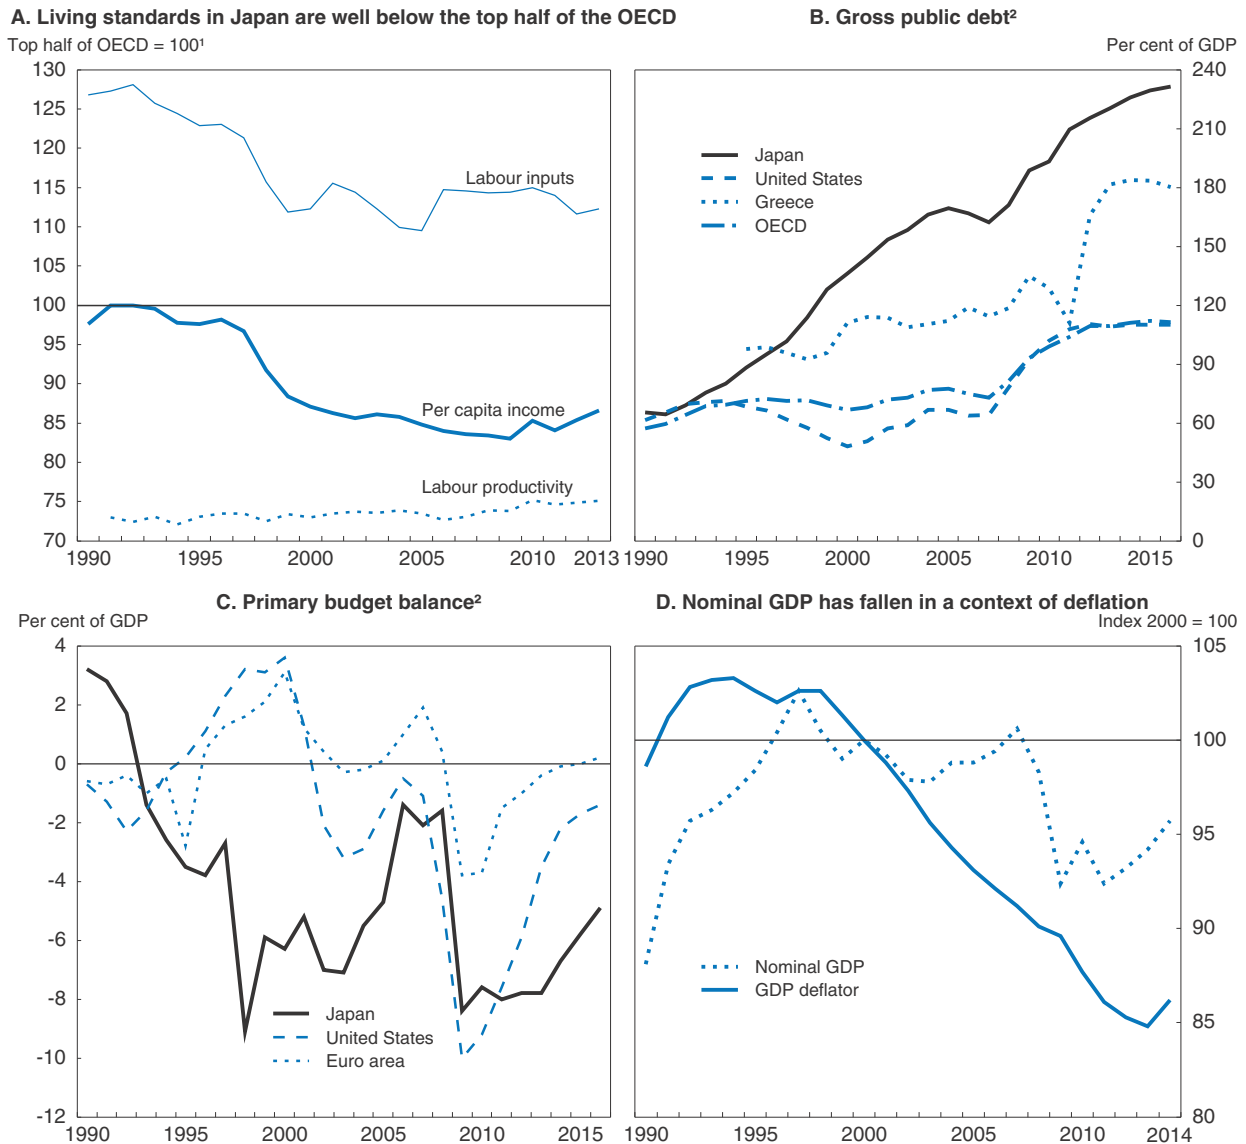 A. Living standards in Japan are well below the top half of the OECD
Top half of OECD = 100¹
130
125
120
115
110
105
100
95
90
85
80
75
70
Labour inputs
Per capita income
Labour productivity
1990 1995 2000 2005 2010 2013
B. Gross public debt²
Per cent of GDP
240
210
180
150
120
90
60
30
0
Japan
United States
Greece
OECD
1990 1995 2000 2005 2010 2015
C. Primary budget balance²
Per cent of GDP
4
2
0
-2
-4
-6
-8
-10
-12
Japan
United States
Euro area
1990 1995 2000 2005 2010 2015
D. Nominal GDP has fallen in a context of deflation
Index 2000 = 100
105
100
95
90
85
80
Nominal GDP
GDP deflator
1990 1995 2000 2005 2010 2014